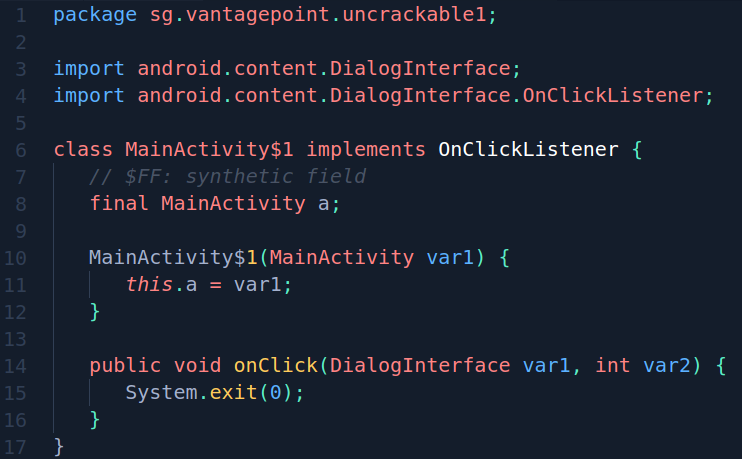 1 package sg.vantagepoint.uncrackable1;
2
3 import android.content.DialogInterface;
4 import android.content.DialogInterface.OnClickListener;
5
6 class MainActivity$1 implements OnClickListener {
7    // $FF: synthetic field
8    final MainActivity a;
9
10    MainActivity$1(MainActivity var1) {
11       this.a = var1;
12    }
13
14    public void onClick(DialogInterface var1, int var2) {
15       System.exit(0);
16    }
17 }